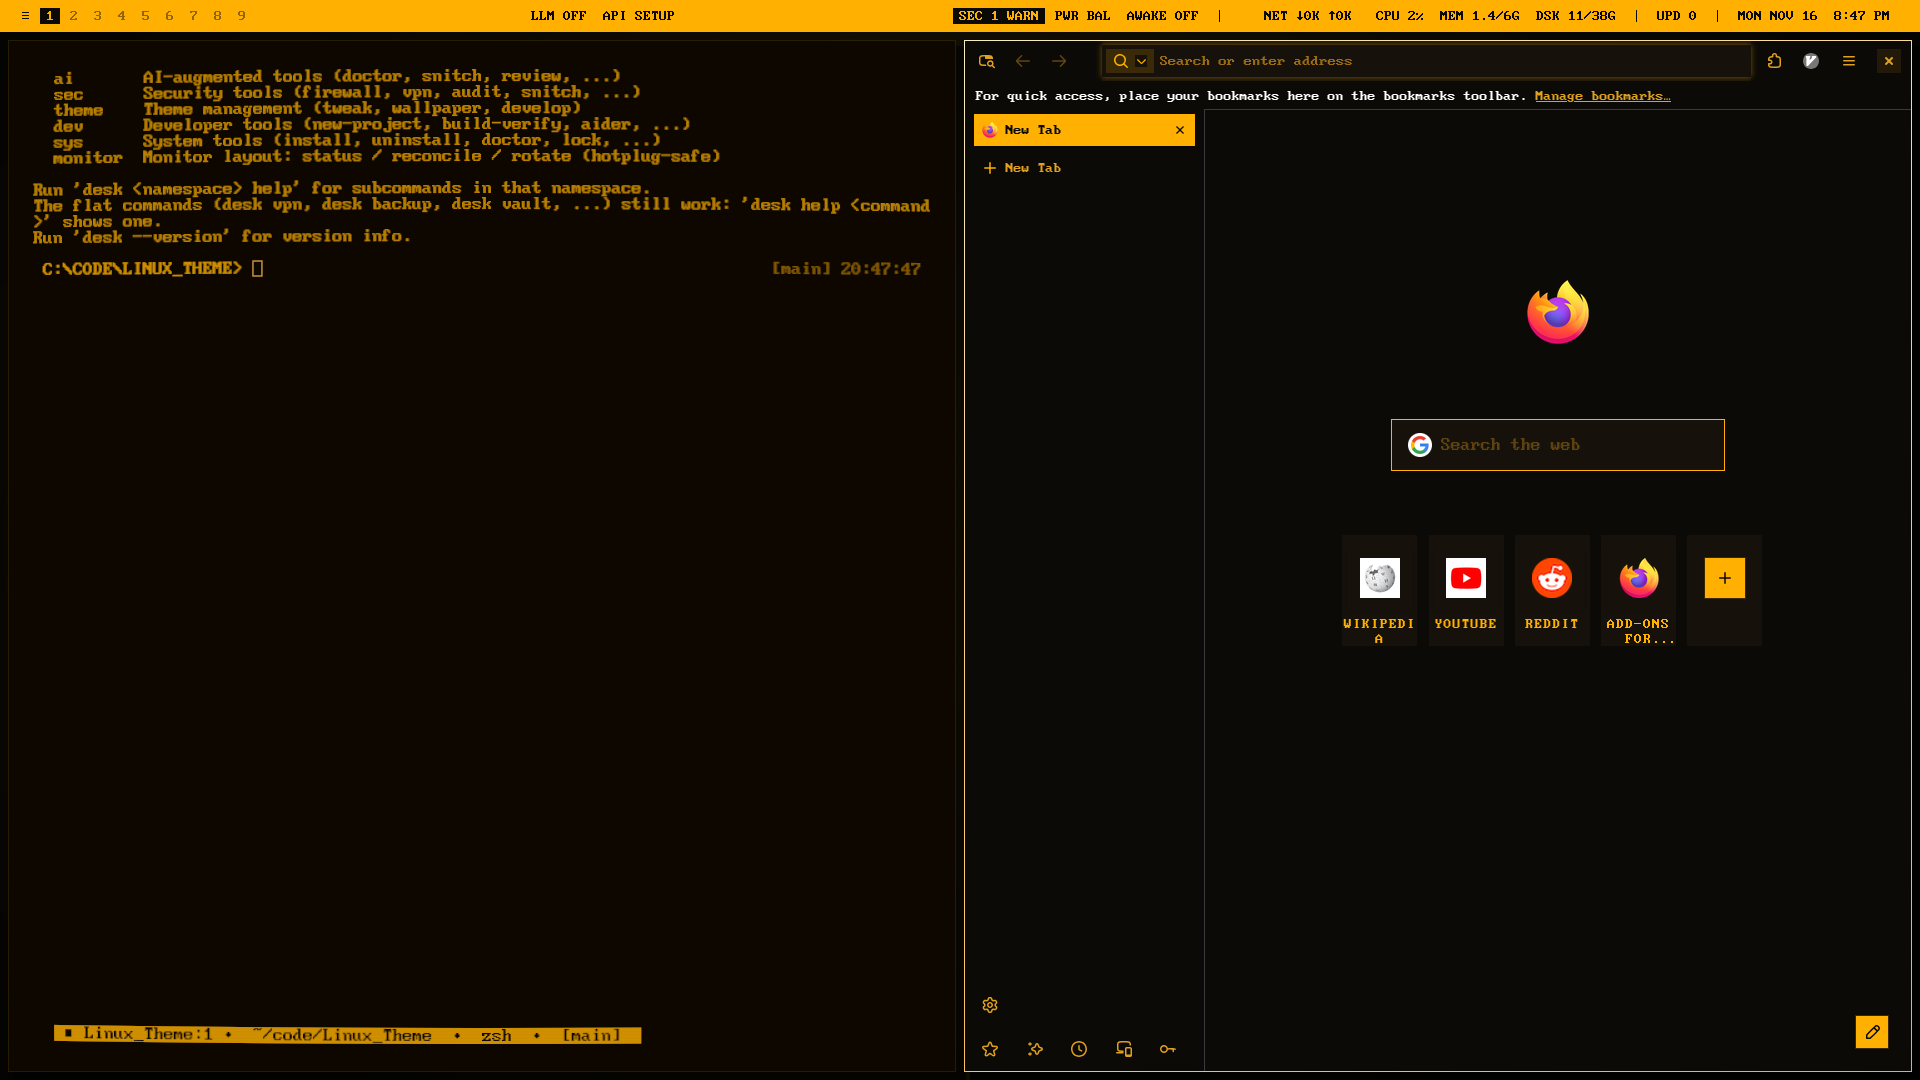 ☰ 1 2 3 4 5 6 7 8 9 LLM OFF API SETUP SEC 1 WARN PWR BAL AWAKE OFF | NET ↓0K ↑0K CPU 2% MEM 1.4/6G DSK 11/38G | UPD 0 | MON NOV 16 8:47 PM
ai AI-augmented tools (doctor, snitch, review, ...)
sec Security tools (firewall, vpn, audit, snitch, ...)
theme Theme management (tweak, wallpaper, develop)
dev Developer tools (new-project, build-verify, aider, ...)
sys System tools (install, uninstall, doctor, lock, ...)
monitor Monitor layout: status / reconcile / rotate (hotplug-safe)
Run 'desk <namespace> help' for subcommands in that namespace.
The flat commands (desk vpn, desk backup, desk vault, ...) still work: 'desk help <command
>' shows one.
Run 'desk --version' for version info.
C:\CODE\LINUX_THEME> [main] 20:47:47
Linux_Theme:1 • ~/code/Linux_Theme • zsh • [main]
Search or enter address
For quick access, place your bookmarks here on the bookmarks toolbar. Manage bookmarks…
New Tab
New Tab
Search the web
WIKIPEDI
A
YOUTUBE
REDDIT
ADD-ONS
FOR...